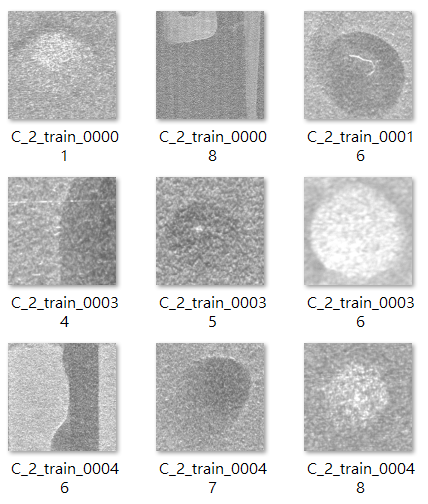 C_2_train_0000
1
C_2_train_0000
8
C_2_train_0001
6
C_2_train_0003
4
C_2_train_0003
5
C_2_train_0003
6
C_2_train_0004
6
C_2_train_0004
7
C_2_train_0004
8